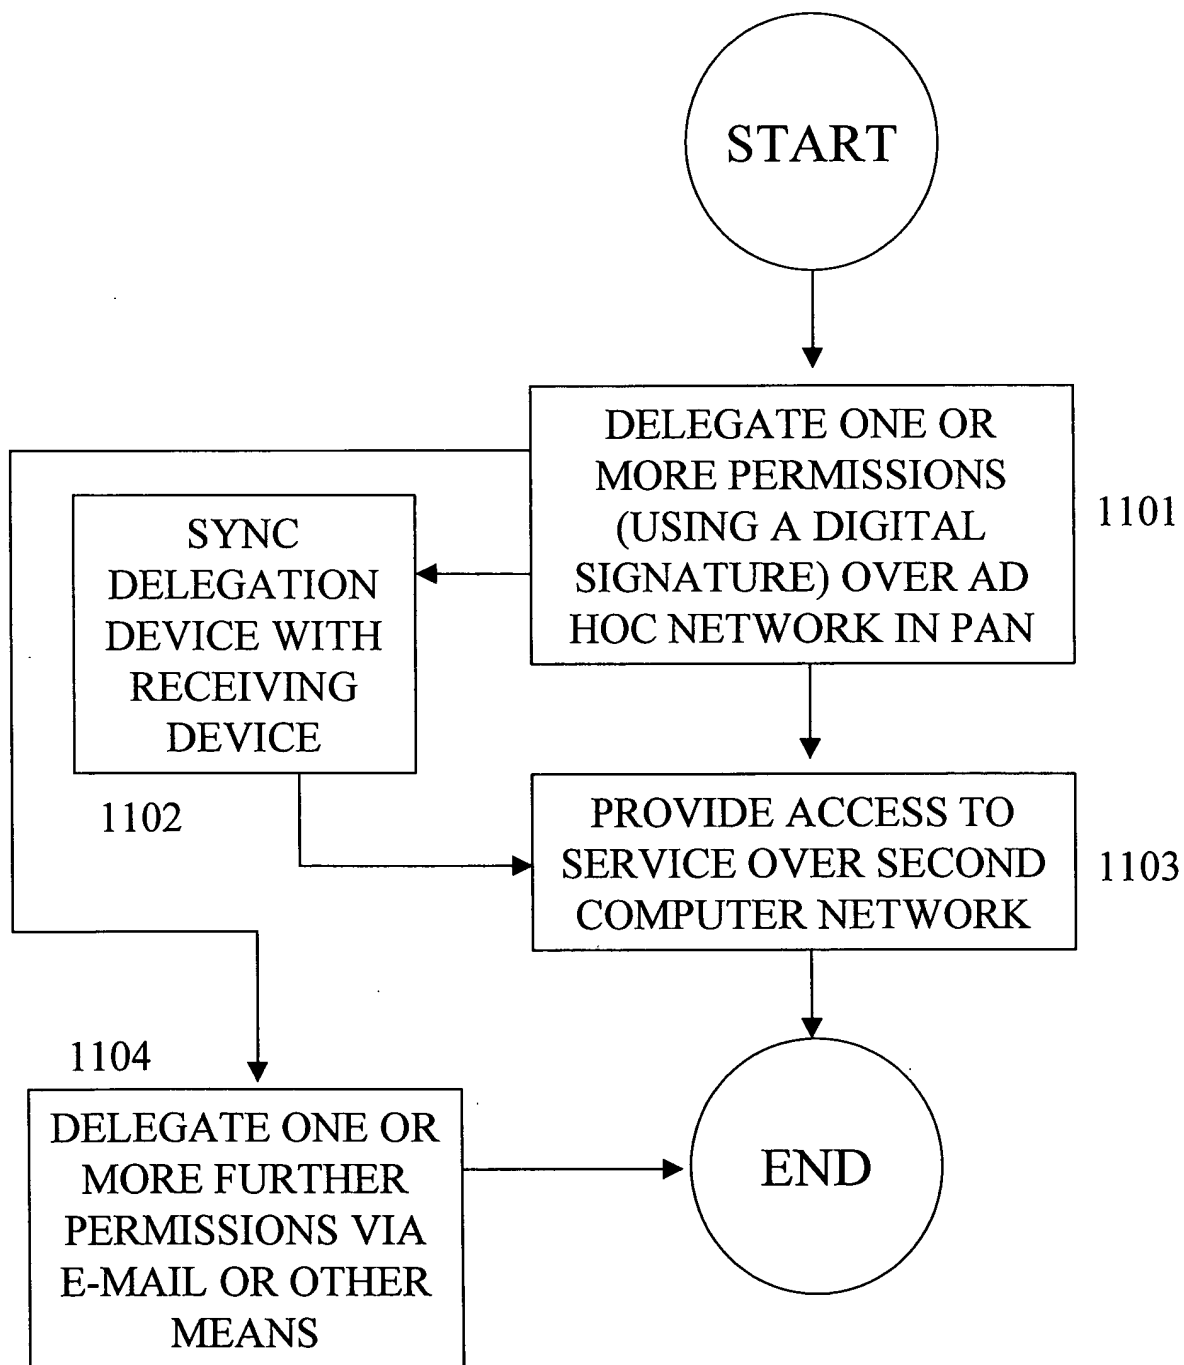 START
DELEGATE ONE OR
MORE PERMISSIONS
(USING A DIGITAL
SIGNATURE) OVER AD
HOC NETWORK IN PAN
1101
SYNC
DELEGATION
DEVICE WITH
RECEIVING
DEVICE
1102
PROVIDE ACCESS TO
SERVICE OVER SECOND
COMPUTER NETWORK
1103
1104
DELEGATE ONE OR
MORE FURTHER
PERMISSIONS VIA
E-MAIL OR OTHER
MEANS
END